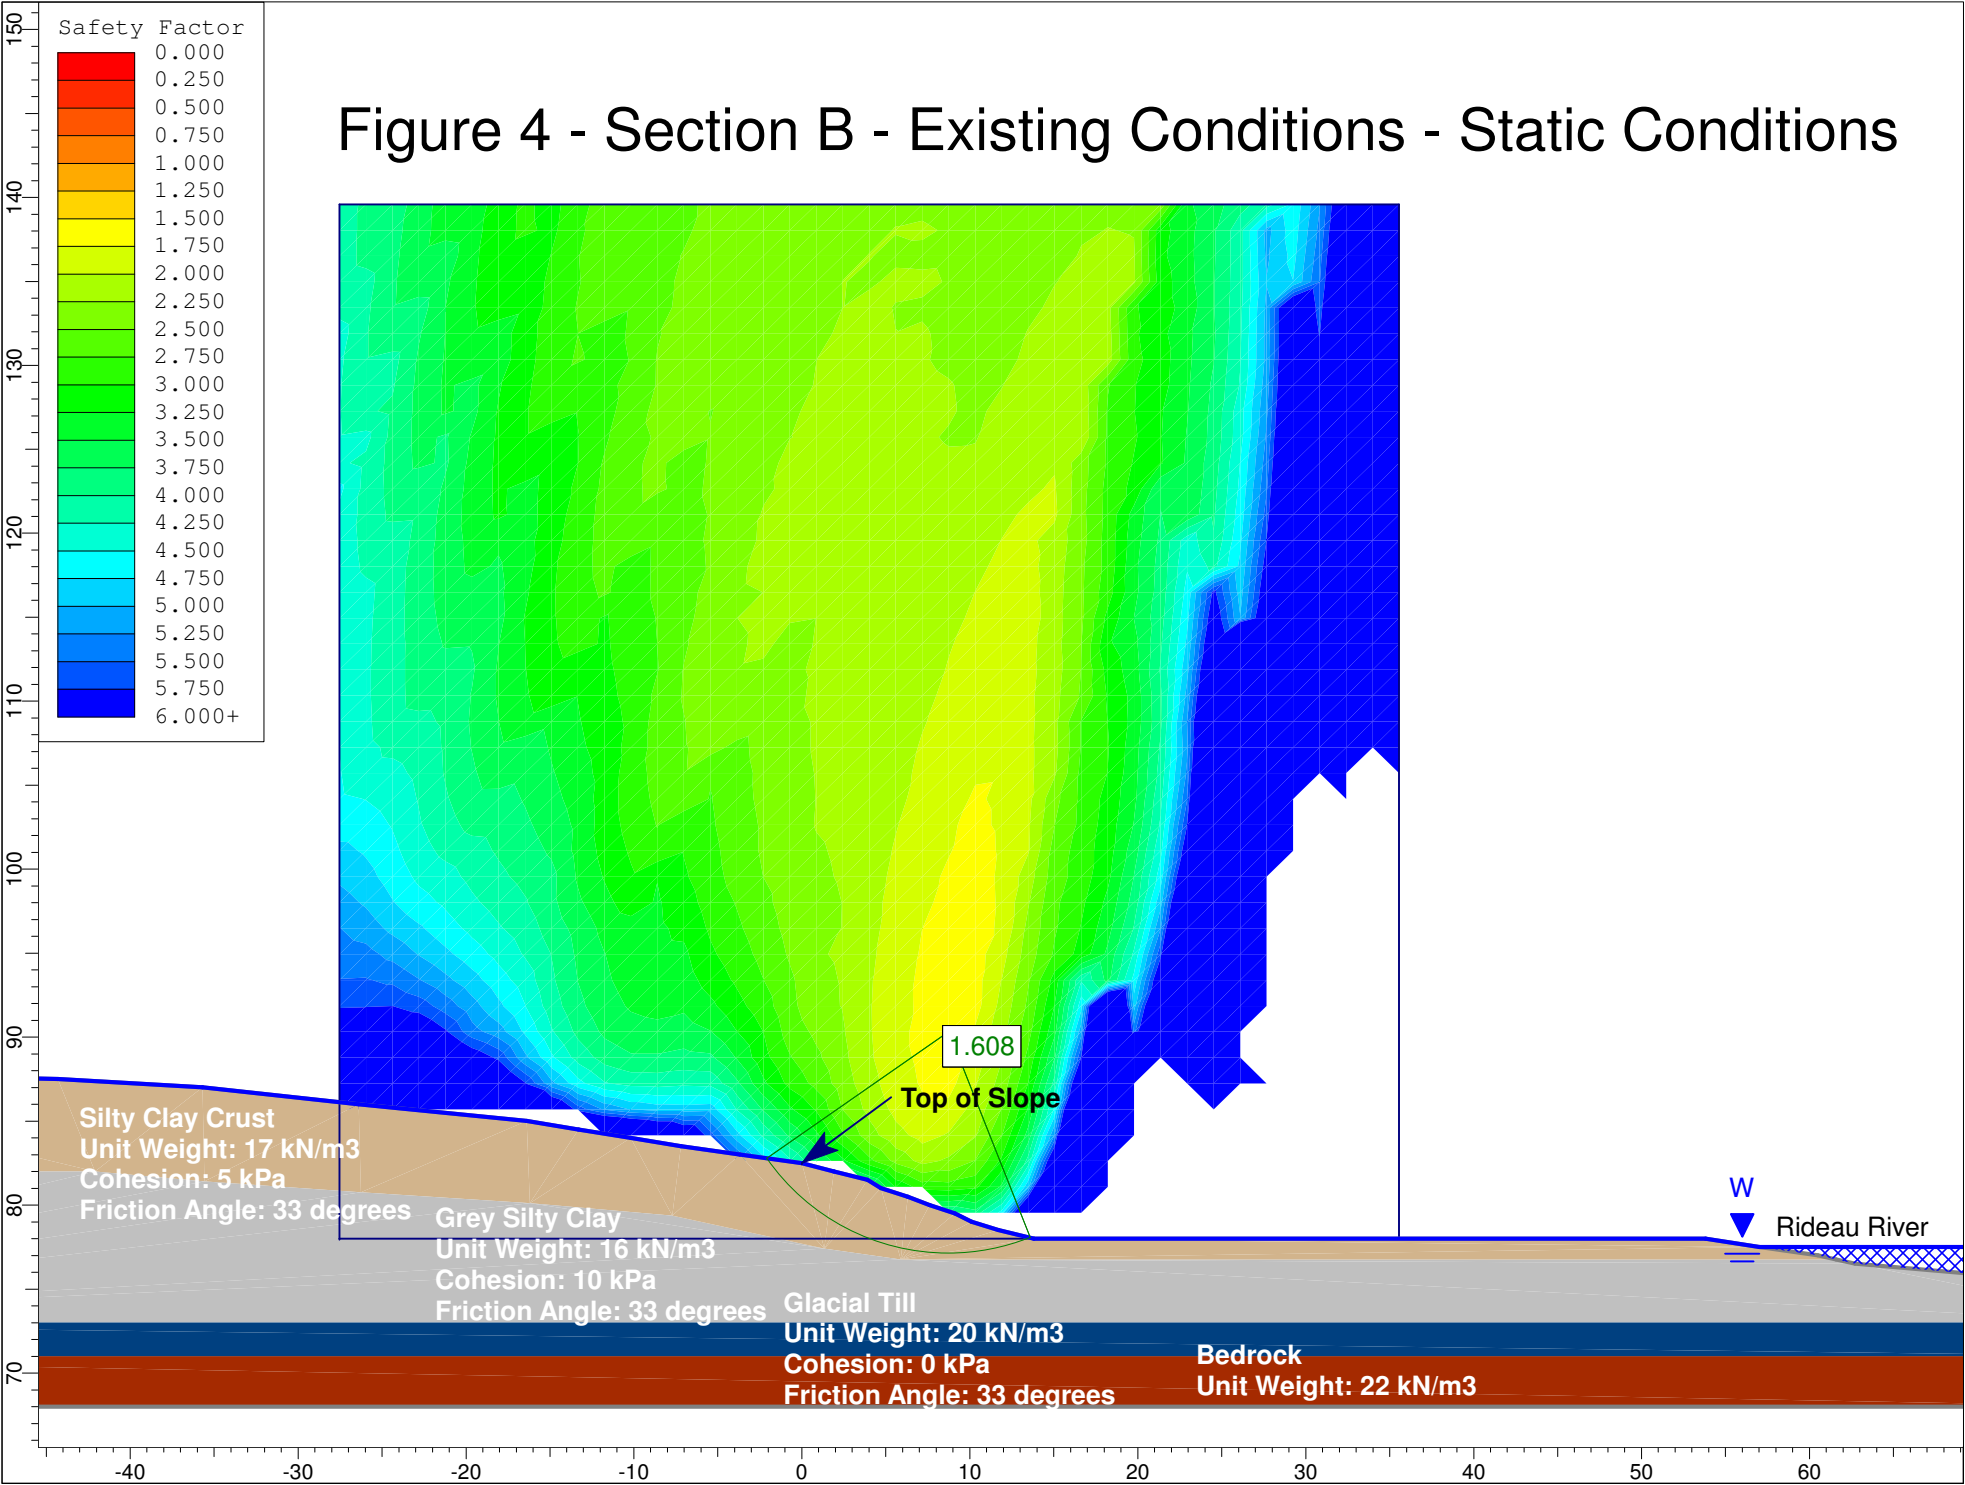 Safety Factor
0.000
0.250
0.500
0.750
1.000
1.250
1.500
1.750
2.000
2.250
2.500
2.750
3.000
3.250
3.500
3.750
4.000
4.250
4.500
4.750
5.000
5.250
5.500
5.750
6.000+
Figure 4 - Section B - Existing Conditions - Static Conditions
150
140
130
120
110
100
90
80
70
1.608
Top of Slope
Silty Clay Crust
Unit Weight: 17 kN/m3
Cohesion: 5 kPa
Friction Angle: 33 degrees
Grey Silty Clay
Unit Weight: 16 kN/m3
Cohesion: 10 kPa
Friction Angle: 33 degrees
Glacial Till
Unit Weight: 20 kN/m3
Cohesion: 0 kPa
Friction Angle: 33 degrees
Bedrock
Unit Weight: 22 kN/m3
W
Rideau River
-40 -30 -20 -10 0 10 20 30 40 50 60